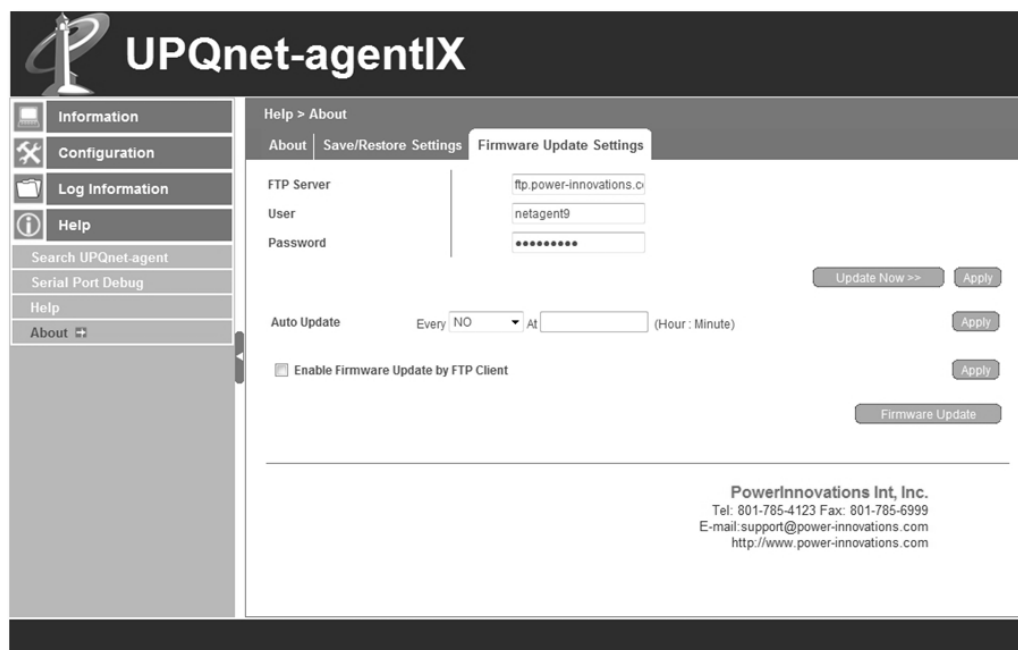 UPQnet-agentIX
Information
Configuration
Log Information
Help
Search UPQnet-agent
Serial Port Debug
Help
About
Help > About
About
Save/Restore Settings
Firmware Update Settings
FTP Server ftp.power-innovations.c
User netagent9
Password •••••••••
Update Now >> Apply
Auto Update Every NO At (Hour : Minute) Apply
Enable Firmware Update by FTP Client Apply
Firmware Update
PowerInnovations Int, Inc.
Tel: 801-785-4123 Fax: 801-785-6999
E-mail:support@power-innovations.com
http://www.power-innovations.com